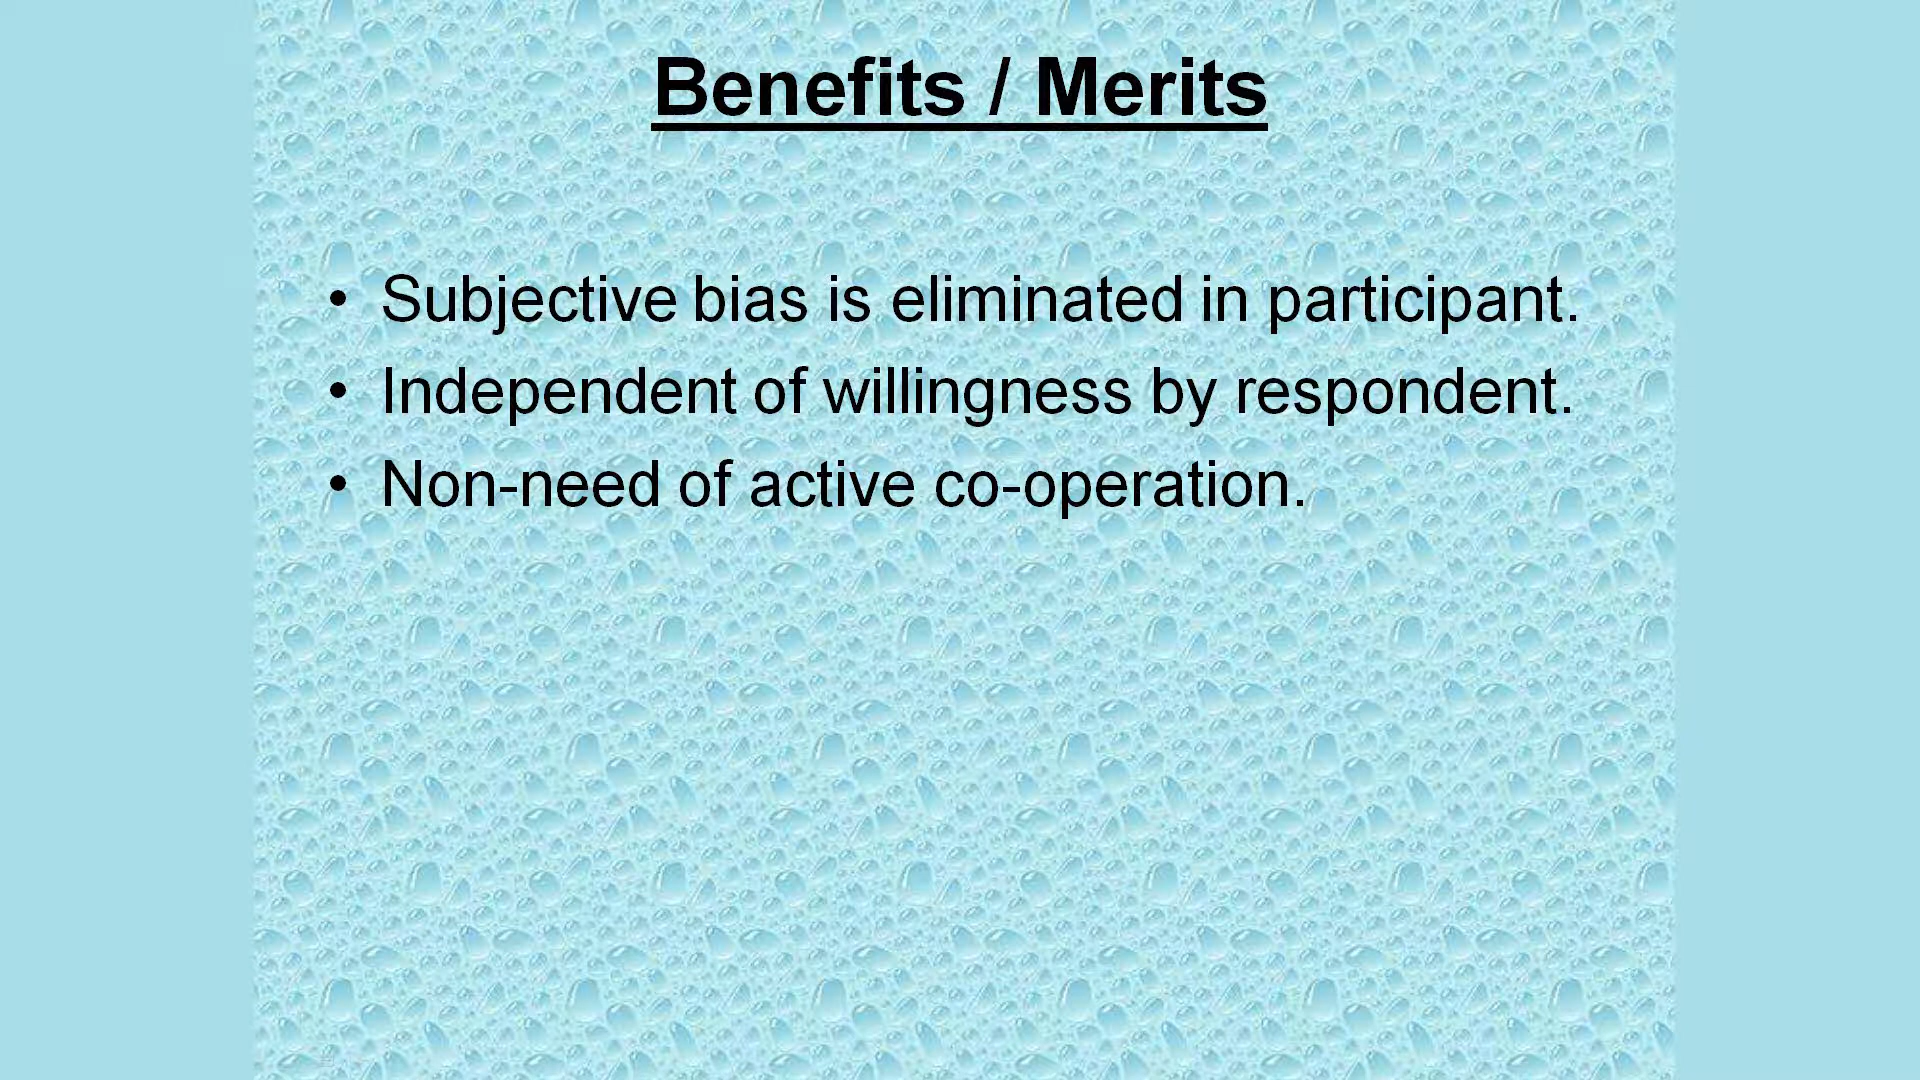 Benefits / Merits
• Subjective bias is eliminated in participant.
• Independent of willingness by respondent.
• Non-need of active co-operation.